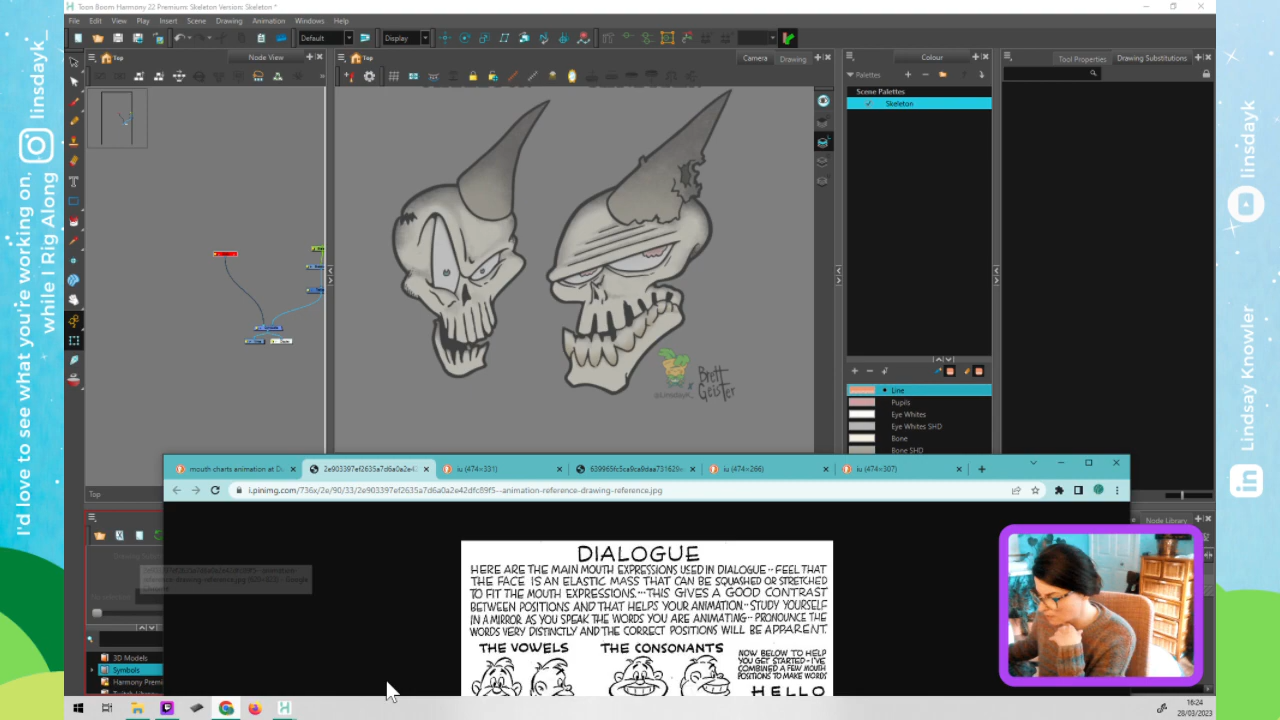 Toon Boom Harmony 22 Premium: Skeleton Version: Skeleton *
File Edit View Play Insert Scene Drawing Animation Windows Help
Default
Display
Top
Node View
Top
Camera
Drawing
Colour
Tool Properties
Drawing Substitutions
Palettes
Scene Palettes
Skeleton
Brett
Geister
@LinsdayK_ x
Line
Pupils
Eye Whites
Eye Whites SHD
Bone
Bone SHD
Top
mouth charts animation at Du
2e903397ef2635a7d6a0a2e42
iu (474×331)
639965fc5ca9ca9daa731629
iu (474×266)
iu (474×307)
i.pinimg.com/736x/2e/90/33/2e903397ef2635a7d6a0a2e42dfc89f5--animation-reference-drawing-reference.jpg
Node Library
DIALOGUE
HERE ARE THE MAIN MOUTH EXPRESSIONS USED IN DIALOGUE·· FEEL THAT
THE FACE IS AN ELASTIC MASS THAT CAN BE SQUASHED OR STRETCHED
TO FIT THE MOUTH EXPRESSIONS···THIS GIVES A GOOD CONTRAST
BETWEEN POSITIONS AND THAT HELPS YOUR ANIMATION·· STUDY YOURSELF
IN A MIRROR AS YOU SPEAK THE WORDS YOU ARE ANIMATING··PRONOUNCE THE
WORDS VERY DISTINCTLY AND THE CORRECT POSITIONS WILL BE APPARENT.
THE VOWELS
THE CONSONANTS
NOW BELOW TO HELP
YOU GET STARTED·I'VE
COMBINED A FEW MOUTH
POSITIONS TO MAKE WORDS
HELLO
3D Models
Symbols
Harmony Premi
16:24
28/03/2023
I'd love to see what you're working on,
while I Rig Along
linsdayk_
linsdayk
Lindsay Knowler